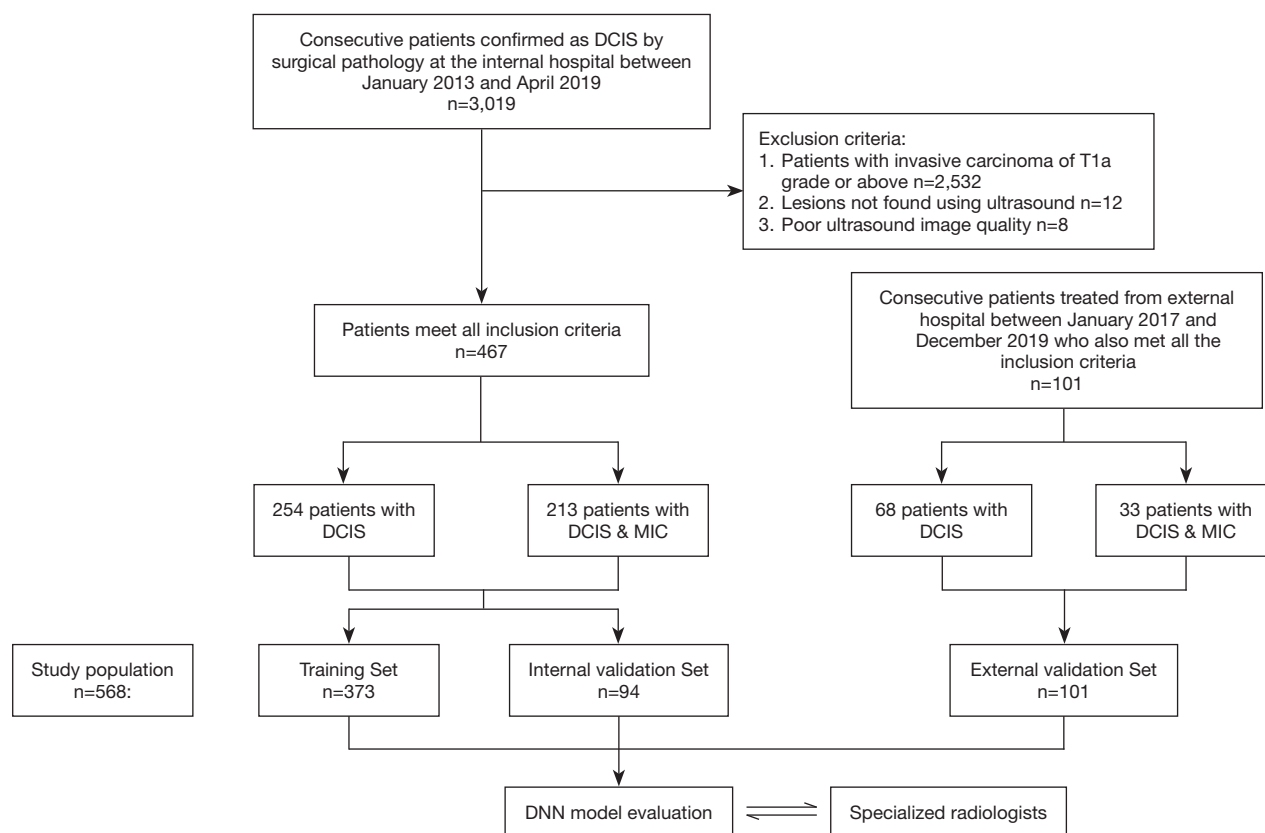 Consecutive patients confirmed as DCIS by
surgical pathology at the internal hospital between
January 2013 and April 2019
n=3,019
Exclusion criteria:
1. Patients with invasive carcinoma of T1a
grade or above n=2,532
2. Lesions not found using ultrasound n=12
3. Poor ultrasound image quality n=8
Patients meet all inclusion criteria
n=467
Consecutive patients treated from external
hospital between January 2017 and
December 2019 who also met all the
inclusion criteria
n=101
254 patients with
DCIS
213 patients with
DCIS & MIC
68 patients with
DCIS
33 patients with
DCIS & MIC
Study population
n=568:
Training Set
n=373
Internal validation Set
n=94
External validation Set
n=101
DNN model evaluation
Specialized radiologists